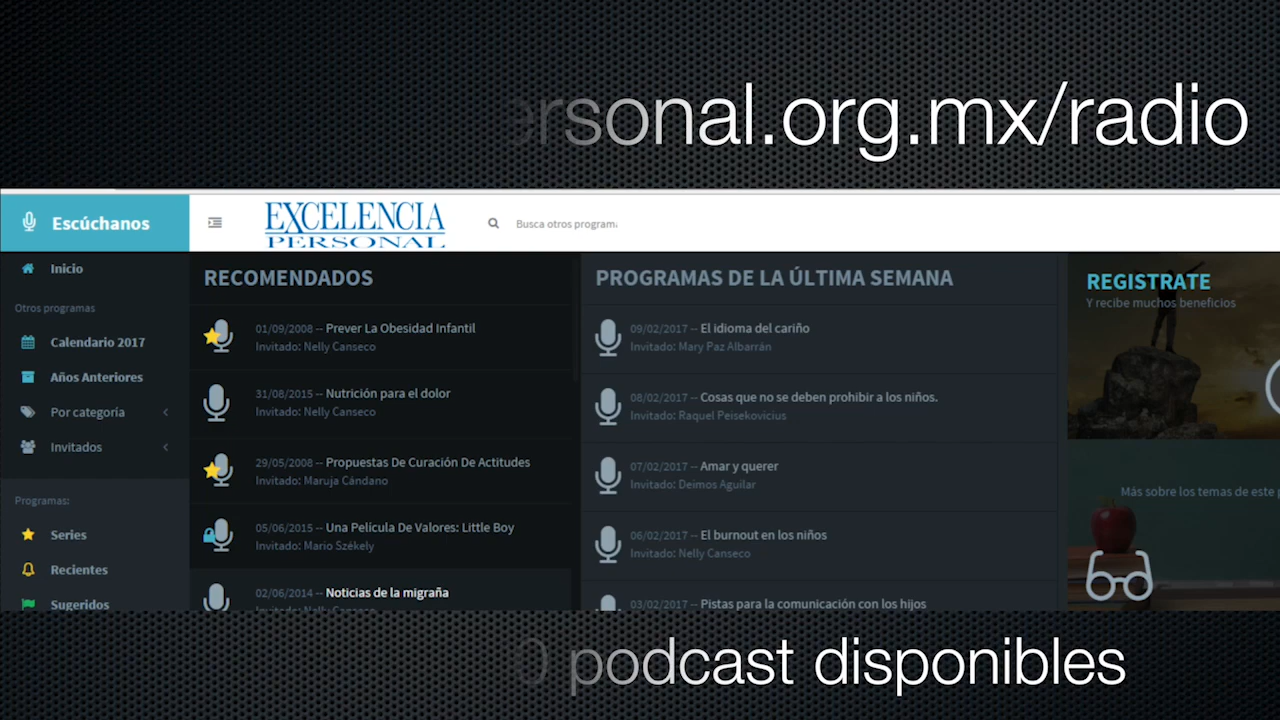 ersonal.org.mx/radio
Escúchanos
EXCELENCIA
PERSONAL
Busca otros programa
Inicio
Otros programas
Calendario 2017
Años Anteriores
Por categoría
Invitados
Programas:
Series
Recientes
Sugeridos
RECOMENDADOS
01/09/2008 -- Prever La Obesidad Infantil
Invitado: Nelly Canseco
31/08/2015 -- Nutrición para el dolor
Invitado: Nelly Canseco
29/05/2008 -- Propuestas De Curación De Actitudes
Invitado: Maruja Cándano
05/06/2015 -- Una Película De Valores: Little Boy
Invitado: Mario Székely
02/06/2014 -- Noticias de la migraña
Invitado: Nelly Canseco
PROGRAMAS DE LA ÚLTIMA SEMANA
09/02/2017 -- El idioma del cariño
Invitado: Mary Paz Albarrán
08/02/2017 -- Cosas que no se deben prohibir a los niños.
Invitado: Raquel Peisekovicius
07/02/2017 -- Amar y querer
Invitado: Deimos Aguilar
06/02/2017 -- El burnout en los niños
Invitado: Nelly Canseco
03/02/2017 -- Pistas para la comunicación con los hijos
REGISTRATE
Y recibe muchos beneficios
Más sobre los temas de este
0 podcast disponibles